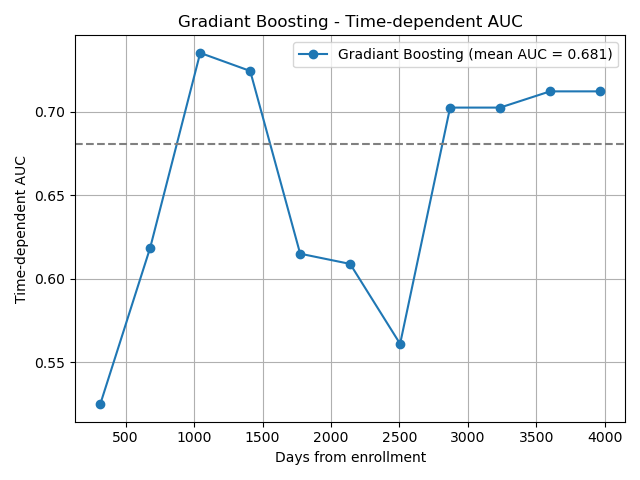 Gradiant Boosting - Time-dependent AUC
Gradiant Boosting (mean AUC = 0.681)
Time-dependent AUC
0.70
0.65
0.60
0.55
500 1000 1500 2000 2500 3000 3500 4000
Days from enrollment